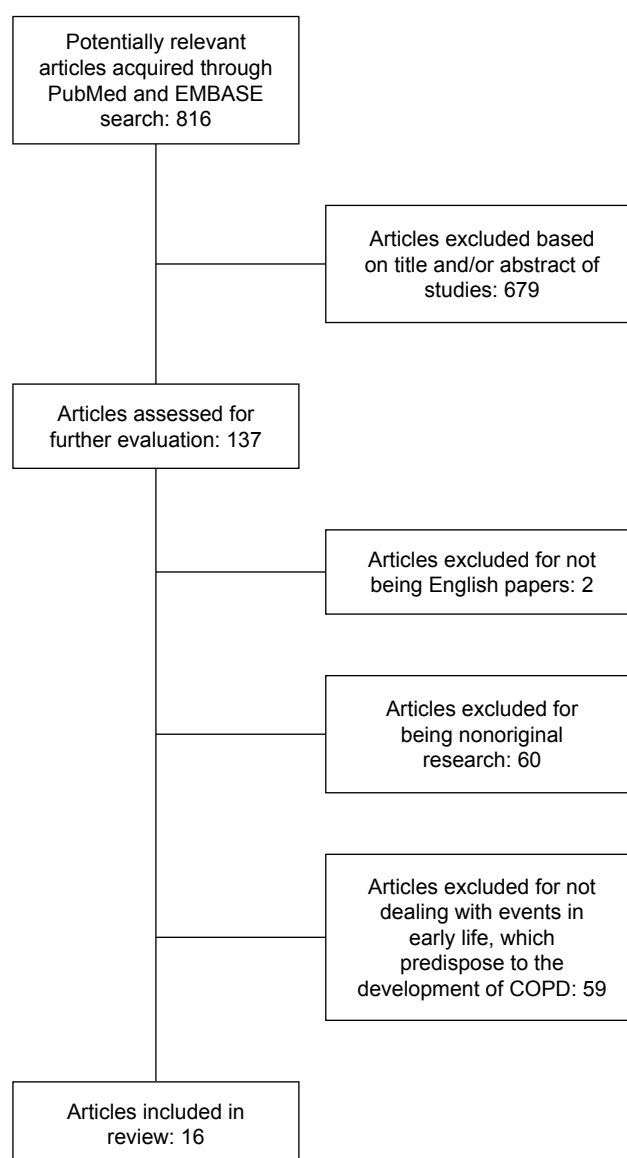 Potentially relevant
articles acquired through
PubMed and EMBASE
search: 816
Articles excluded based
on title and/or abstract of
studies: 679
Articles assessed for
further evaluation: 137
Articles excluded for not
being English papers: 2
Articles excluded for
being nonoriginal
research: 60
Articles excluded for not
dealing with events in
early life, which
predispose to the
development of COPD: 59
Articles included in
review: 16